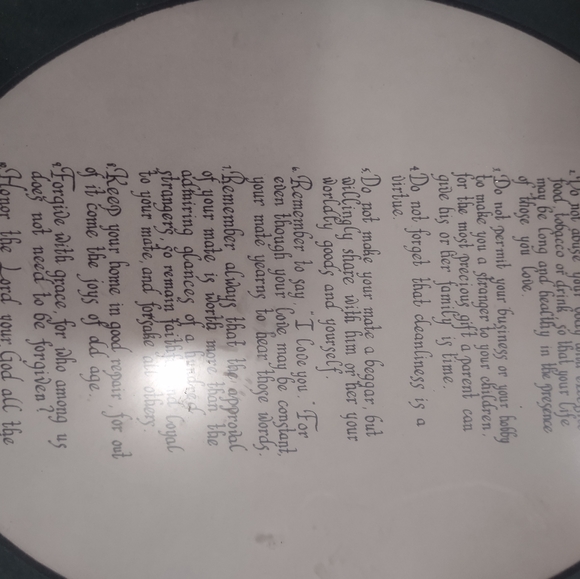 2. Do not abuse your
food, tobacco or drink so that your life
may be long and healthy in the presence
of those you love.
3. Do not permit your business or your hobby
to make you a stranger to your children,
for the most precious gift a parent can
give his or her family is time.
4. Do not forget that cleanliness is a
virtue.
5. Do not make your mate a beggar, but
willingly share with him or her your
worldly goods and yourself.
6. Remember to say, "I love you." For
even though your love may be constant,
your mate yearns to hear those words.
7. Remember always that the approval
of your mate is worth more than the
admiring glances of a hundred
strangers, so remain faithful and loyal
to your mate, and forsake all others.
8. Keep your home in good repair, for out
of it come the joys of old age.
9. Forgive with grace, for who among us
does not need to be forgiven?
Honor the Lord your God all the